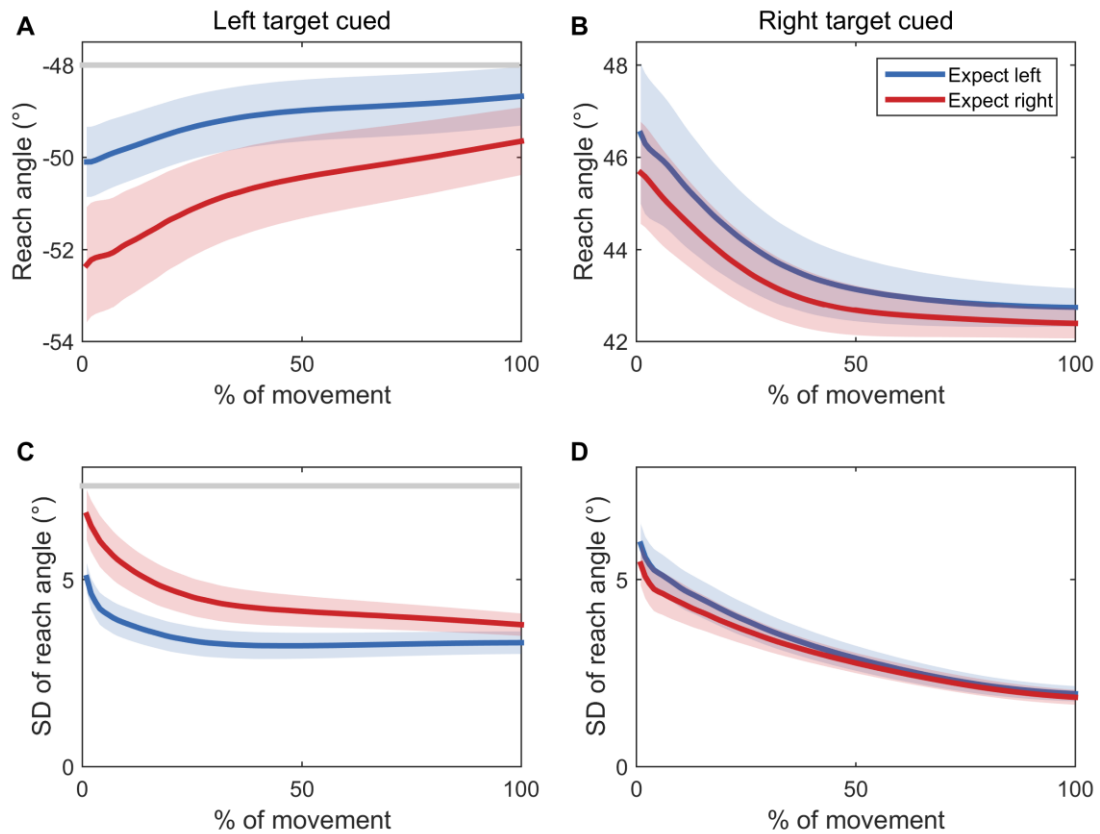 A
Left target cued
B
Right target cued
Reach angle (°)
-48
-50
-52
-54
0
50
100
% of movement
Reach angle (°)
48
46
44
42
0
50
100
% of movement
Expect left
Expect right
C
SD of reach angle (°)
5
0
0
50
100
% of movement
D
SD of reach angle (°)
5
0
0
50
100
% of movement